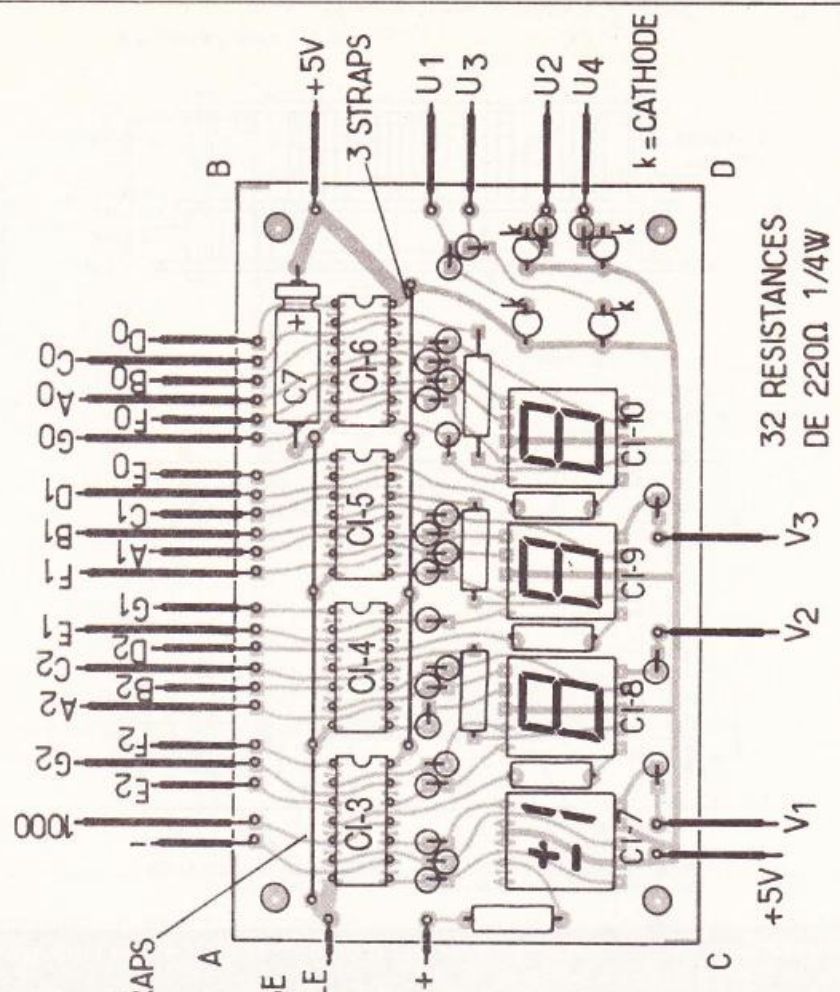 B
+5V
3 STRAPS
U1
U3
U2
U4
k = CATHODE
D
32 RESISTANCES
DE 220Ω 1/4W
D0
C0
B0
A0
F0
G0
E0
D1
C1
B1
A1
F1
G1
E1
D2
C2
B2
A2
F2
G2
E2
1000
-
+
C7
CI-6
CI-5
CI-4
CI-3
k
k
k
k
CI-10
CI-9
CI-8
CI-7
+
-
1
V3
V2
V1
+5V
A
C
+